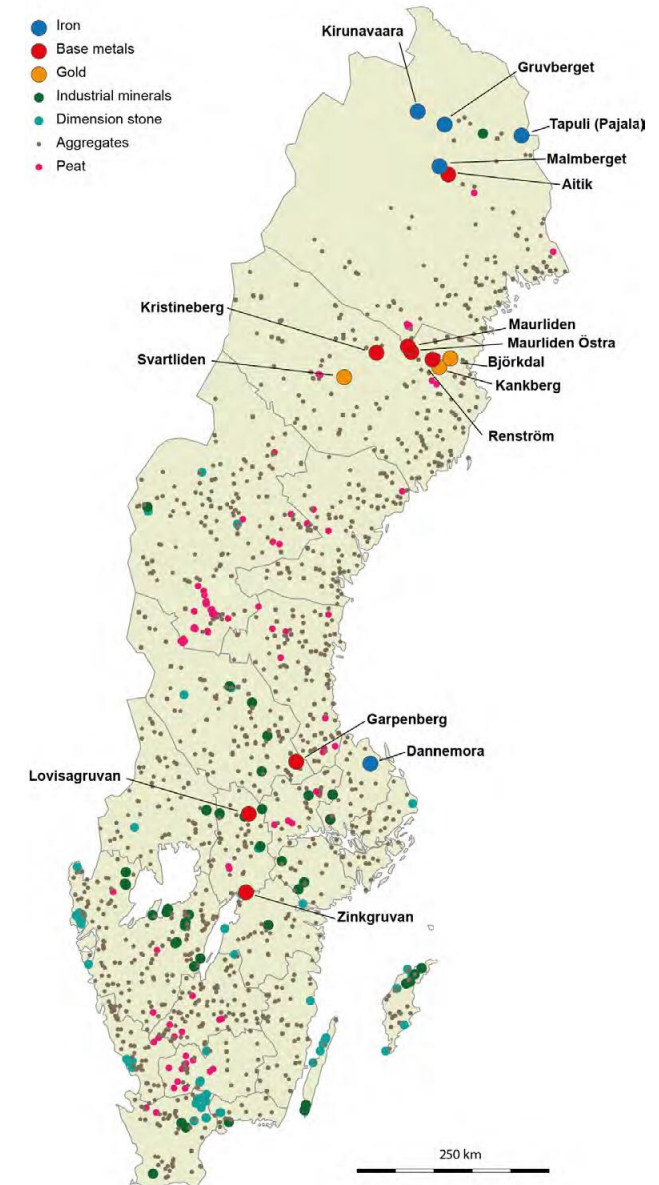 Iron
Base metals
Gold
Industrial minerals
Dimension stone
Aggregates
Peat
Kirunavaara
Gruvberget
Tapuli (Pajala)
Malmberget
Aitik
Kristineberg
Maurliden
Maurliden Östra
Svartliden
Björkdal
Kankberg
Renström
Garpenberg
Dannemora
Lovisagruvan
Zinkgruvan
250 km